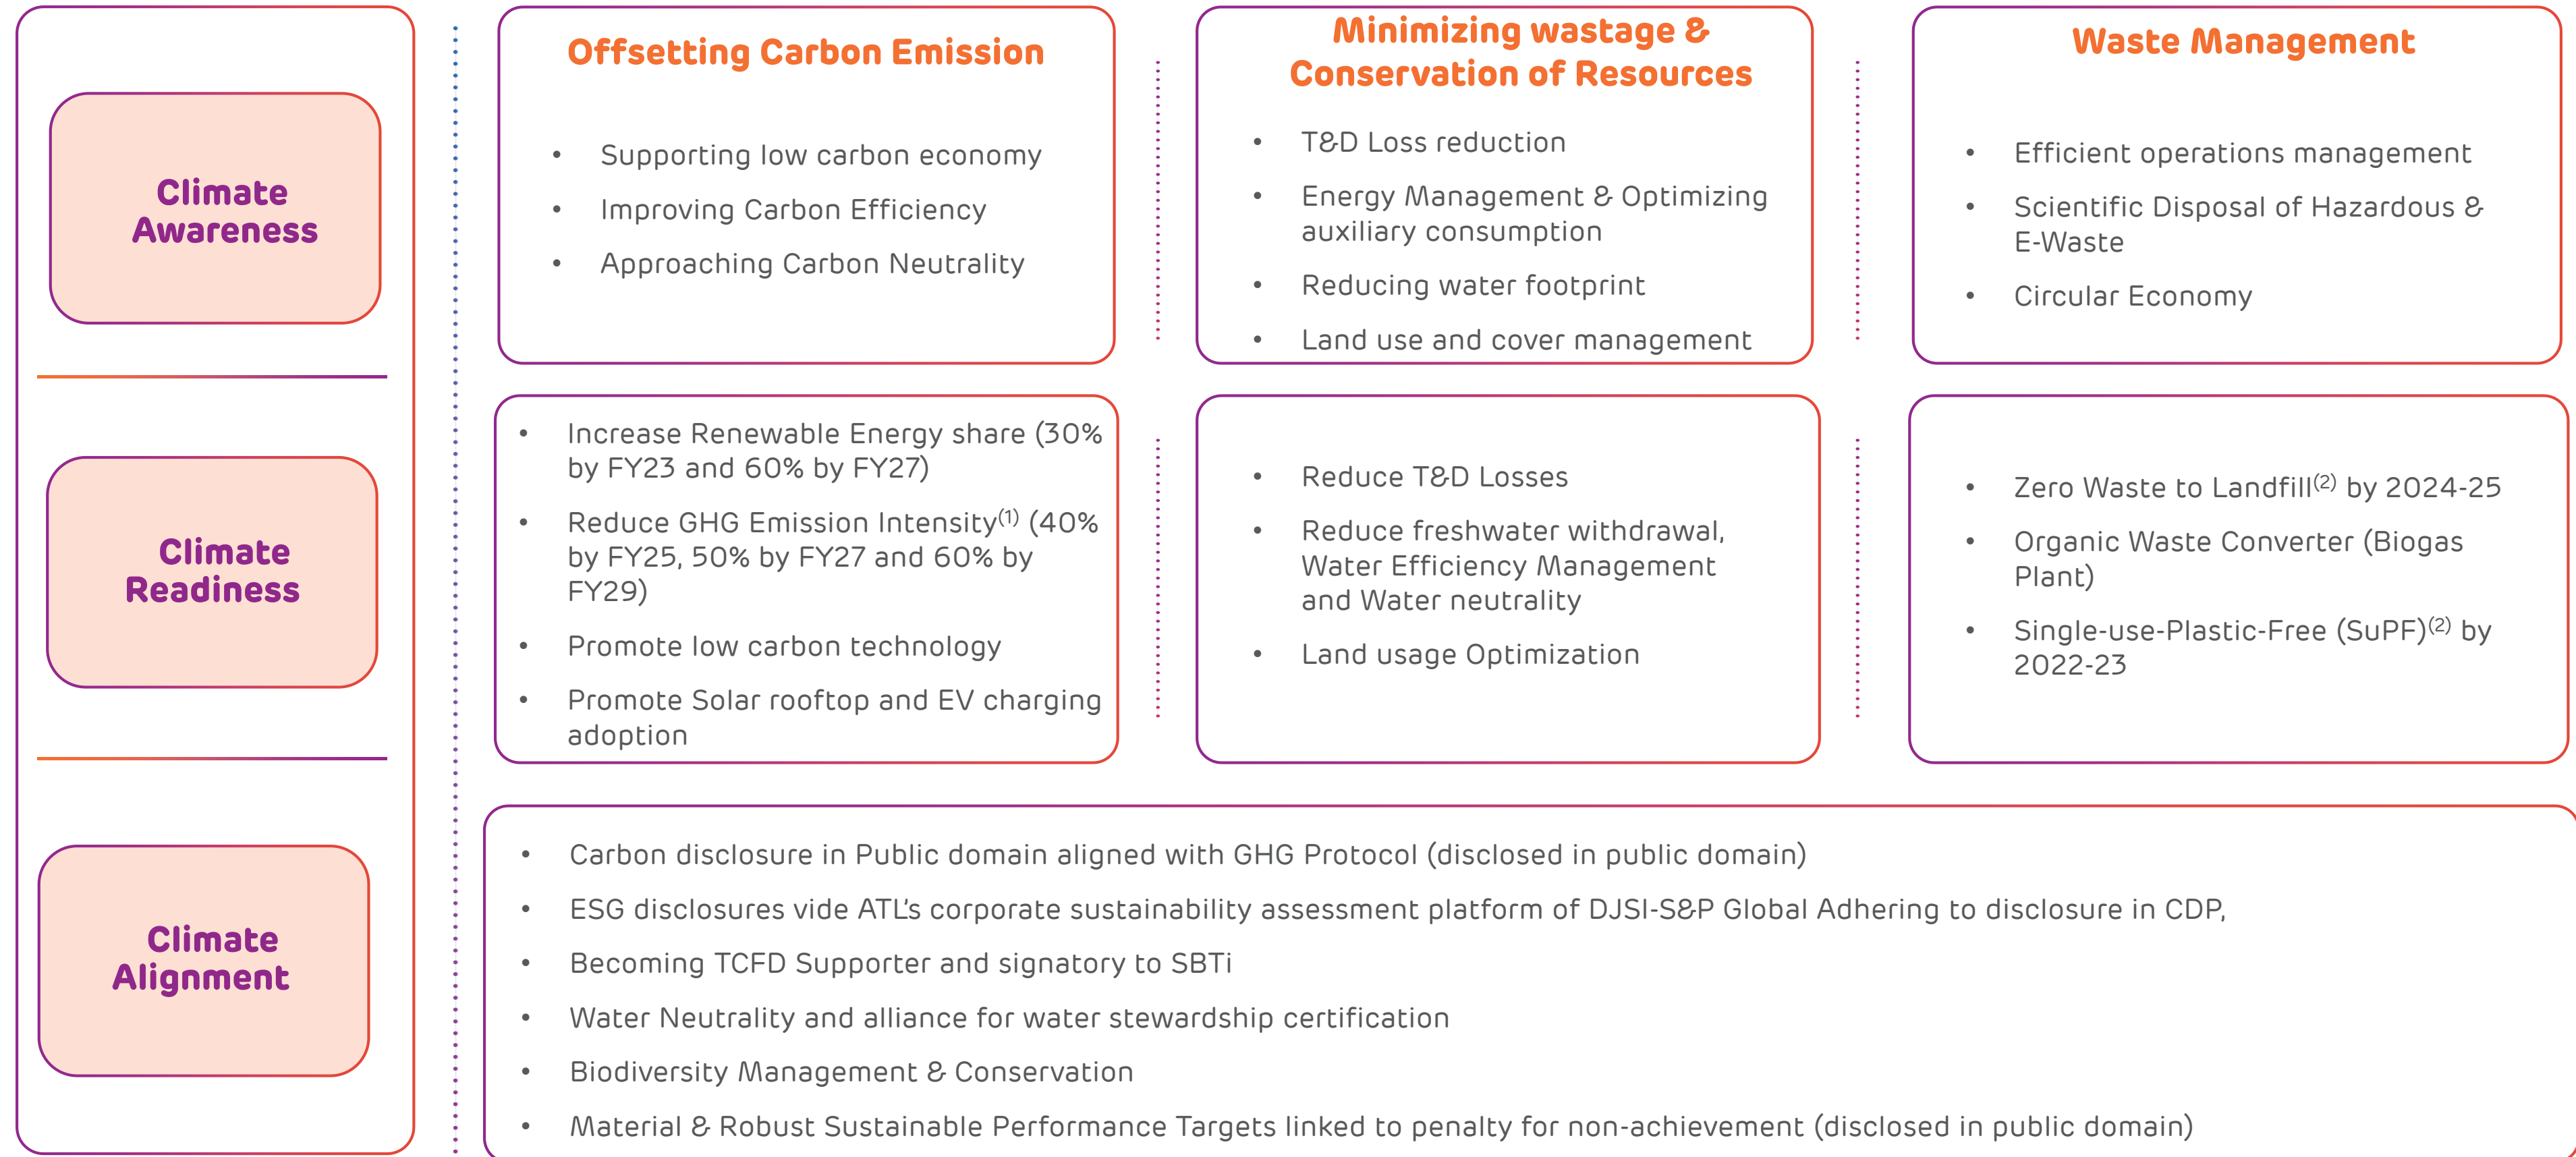 Climate
Awareness
Offsetting Carbon Emission
• Supporting low carbon economy
• Improving Carbon Efficiency
• Approaching Carbon Neutrality
Minimizing wastage &
Conservation of Resources
• T&D Loss reduction
• Energy Management & Optimizing
auxiliary consumption
• Reducing water footprint
• Land use and cover management
Waste Management
• Efficient operations management
• Scientific Disposal of Hazardous &
E-Waste
• Circular Economy
Climate
Readiness
• Increase Renewable Energy share (30%
by FY23 and 60% by FY27)
• Reduce GHG Emission Intensity(1) (40%
by FY25, 50% by FY27 and 60% by
FY29)
• Promote low carbon technology
• Promote Solar rooftop and EV charging
adoption
• Reduce T&D Losses
• Reduce freshwater withdrawal,
Water Efficiency Management
and Water neutrality
• Land usage Optimization
• Zero Waste to Landfill(2) by 2024-25
• Organic Waste Converter (Biogas
Plant)
• Single-use-Plastic-Free (SuPF)(2) by
2022-23
Climate
Alignment
• Carbon disclosure in Public domain aligned with GHG Protocol (disclosed in public domain)
• ESG disclosures vide ATL's corporate sustainability assessment platform of DJSI-S&P Global Adhering to disclosure in CDP,
• Becoming TCFD Supporter and signatory to SBTi
• Water Neutrality and alliance for water stewardship certification
• Biodiversity Management & Conservation
• Material & Robust Sustainable Performance Targets linked to penalty for non-achievement (disclosed in public domain)